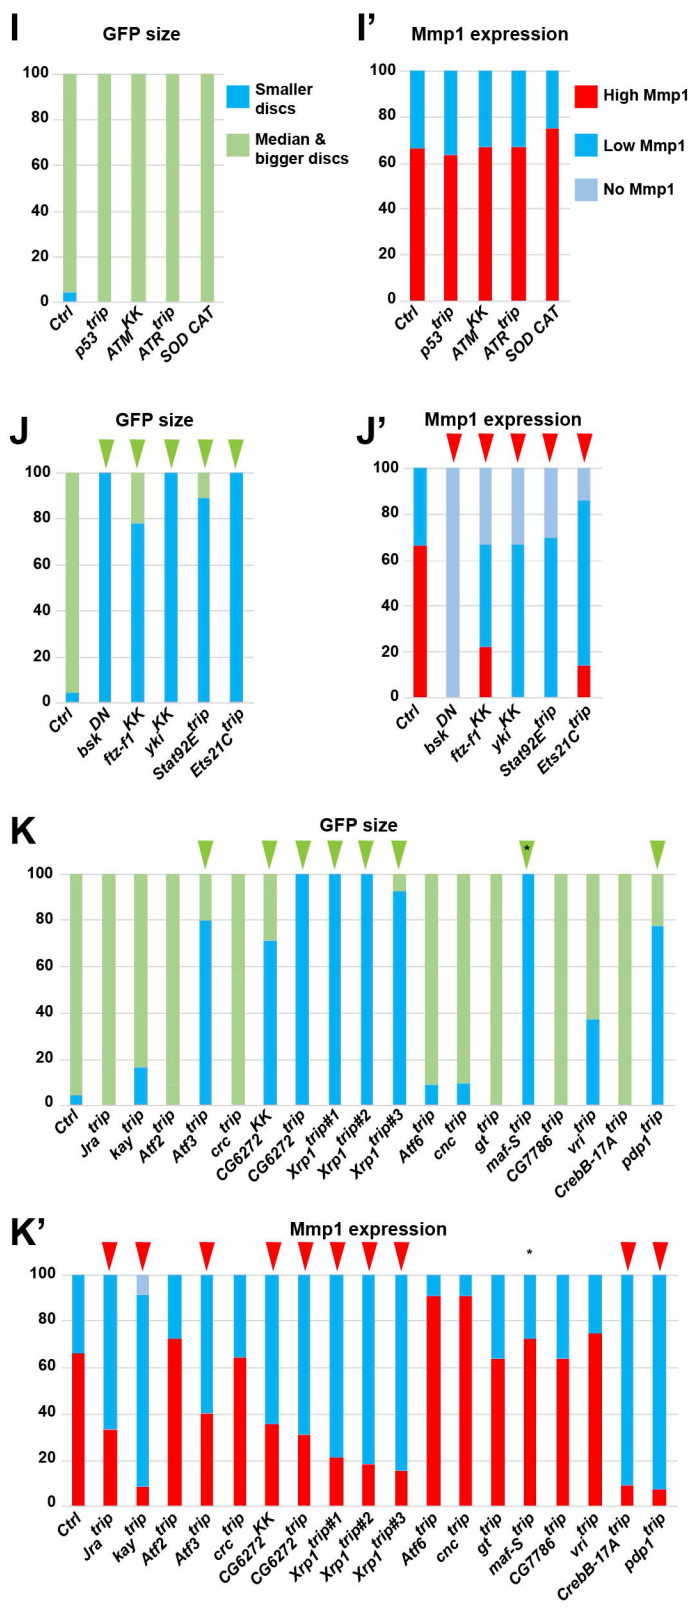 I
GFP size
100
80
60
40
20
0
Ctrl
p53 trip
ATM KK
ATR trip
SOD CAT
Smaller
discs
Median &
bigger discs
I’
Mmp1 expression
100
80
60
40
20
0
Ctrl
p53 trip
ATM KK
ATR trip
SOD CAT
High Mmp1
Low Mmp1
No Mmp1
J
GFP size
100
80
60
40
20
0
Ctrl
bsk DN
ftz-f1 KK
yki KK
Stat92E trip
Ets21C trip
J’
Mmp1 expression
100
80
60
40
20
0
Ctrl
bsk DN
ftz-f1 KK
yki KK
Stat92E trip
Ets21C trip
K
GFP size
*
100
80
60
40
20
0
Ctrl
Jra trip
kay trip
Atf2 trip
Atf3 trip
crc trip
CG6272 KK
CG6272 trip
Xrp1 trip#1
Xrp1 trip#2
Xrp1 trip#3
Atf6 trip
cnc trip
gt trip
maf-S trip
CG7786 trip
vri trip
CrebB-17A trip
pdp1 trip
K’
Mmp1 expression
*
100
80
60
40
20
0
Ctrl
Jra trip
kay trip
Atf2 trip
Atf3 trip
crc trip
CG6272 KK
CG6272 trip
Xrp1 trip#1
Xrp1 trip#2
Xrp1 trip#3
Atf6 trip
cnc trip
gt trip
maf-S trip
CG7786 trip
vri trip
CrebB-17A trip
pdp1 trip